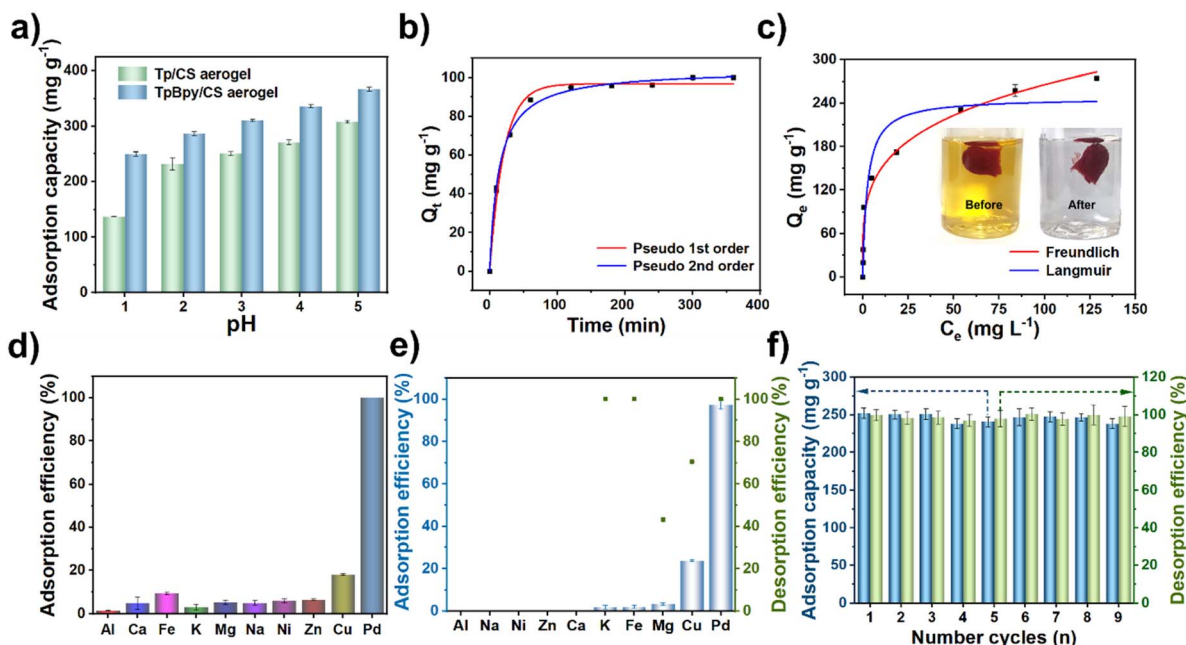 a)
Adsorption capacity (mg g⁻¹)
400
300
200
100
0
Tp/CS aerogel
TpBpy/CS aerogel
1 2 3 4 5
pH
b)
Qt (mg g⁻¹)
100
80
60
40
20
0
Pseudo 1st order
Pseudo 2nd order
0 100 200 300 400
Time (min)
c)
Qe (mg g⁻¹)
300
240
180
120
60
0
Before
After
Freundlich
Langmuir
0 25 50 75 100 125 150
Ce (mg L⁻¹)
d)
Adsorption efficiency (%)
100
80
60
40
20
0
Al Ca Fe K Mg Na Ni Zn Cu Pd
e)
Adsorption efficiency (%)
100
80
60
40
20
0
Al Na Ni Zn Ca K Fe Mg Cu Pd
100
80
60
40
20
0
Desorption efficiency (%)
f)
Adsorption capacity (mg g⁻¹)
300
250
200
150
100
50
0
1 2 3 4 5 6 7 8 9
Number cycles (n)
120
100
80
60
40
20
0
Desorption efficiency (%)